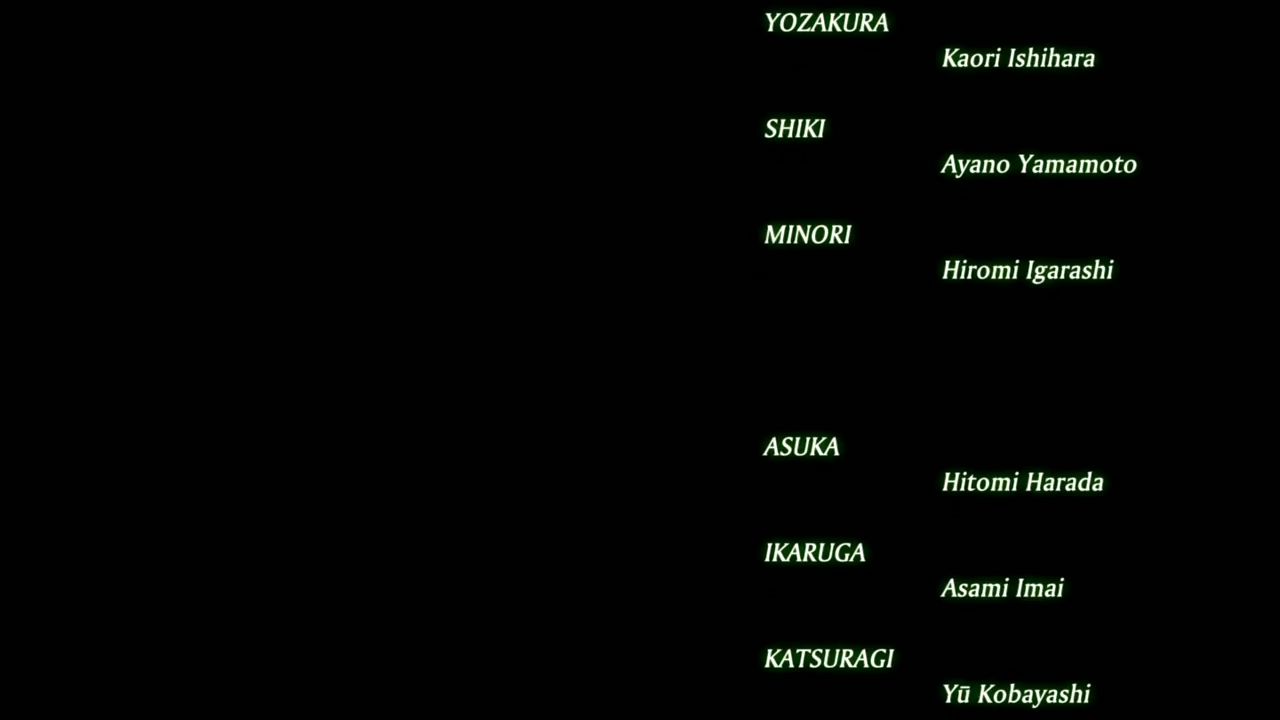 YOZAKURA
Kaori Ishihara
SHIKI
Ayano Yamamoto
MINORI
Hiromi Igarashi
ASUKA
Hitomi Harada
IKARUGA
Asami Imai
KATSURAGI
Yū Kobayashi